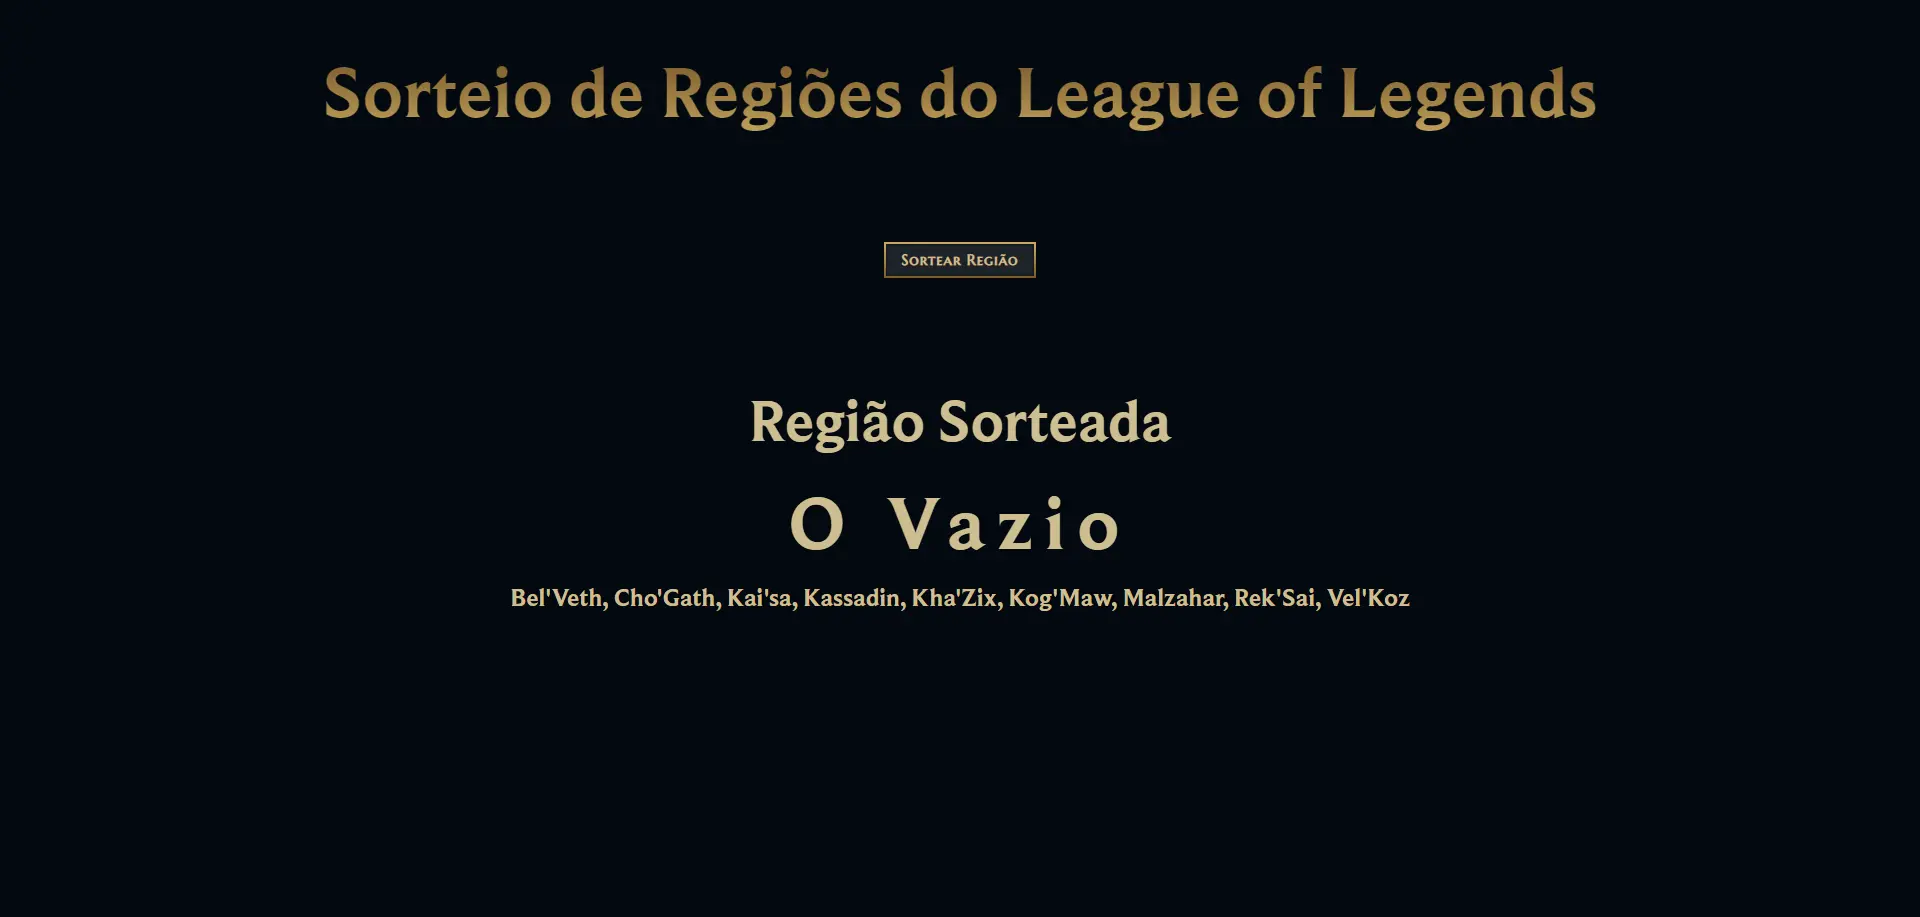 Sorteio de Regiões do League of Legends
Sortear Região
Região Sorteada
O Vazio
Bel'Veth, Cho'Gath, Kai'sa, Kassadin, Kha'Zix, Kog'Maw, Malzahar, Rek'Sai, Vel'Koz